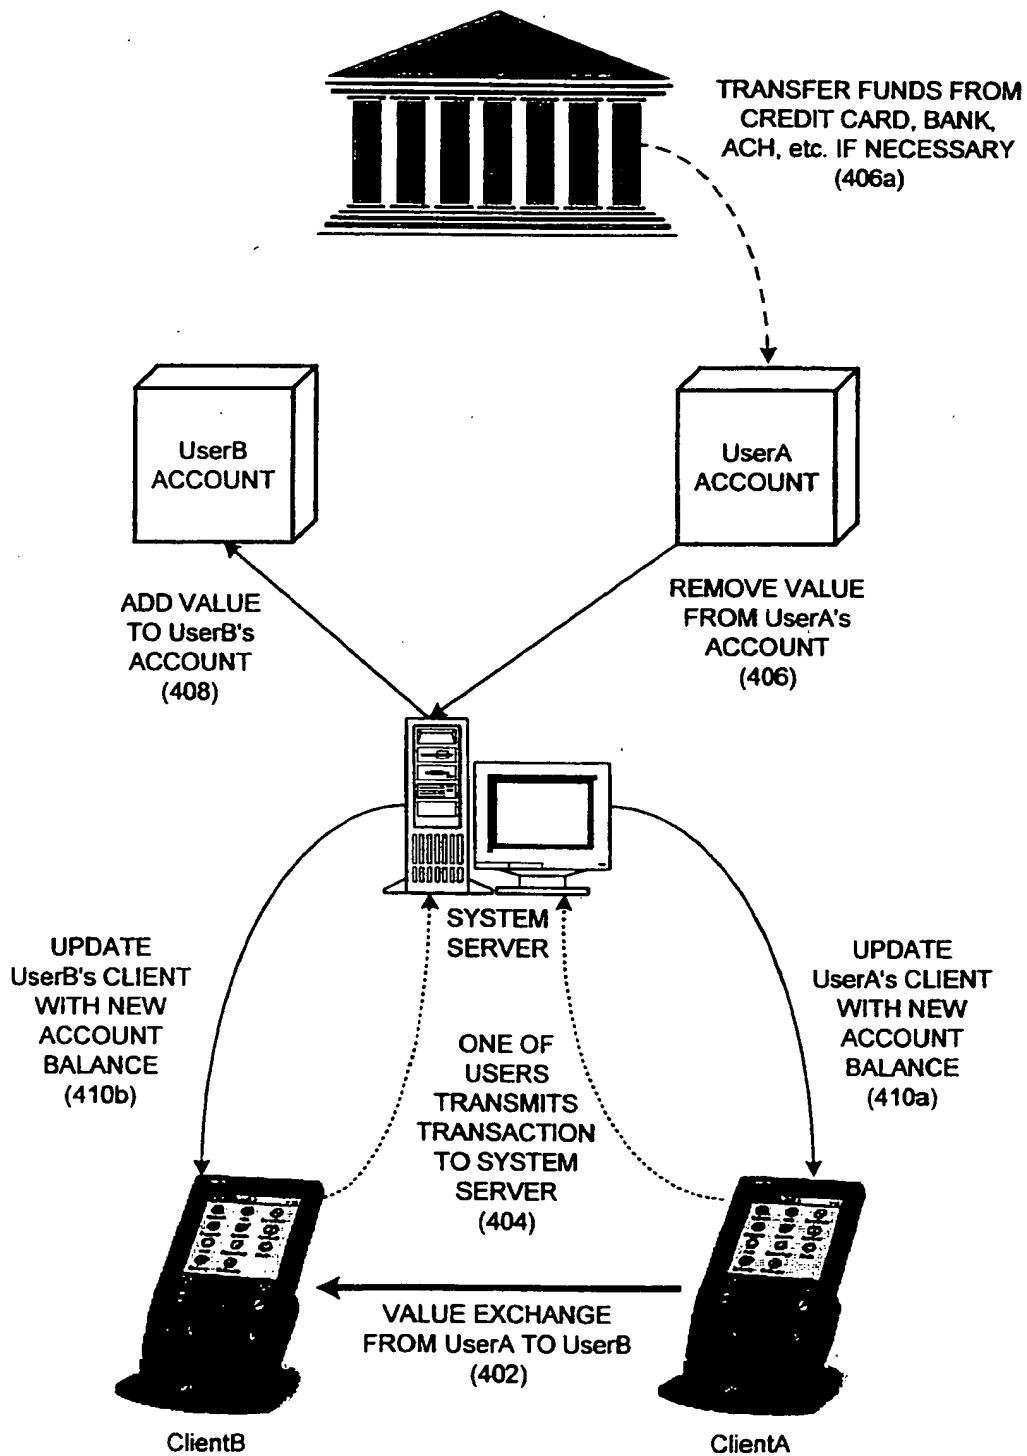 TRANSFER FUNDS FROM
CREDIT CARD, BANK,
ACH, etc. IF NECESSARY
(406a)
UserB
ACCOUNT
UserA
ACCOUNT
ADD VALUE
TO UserB's
ACCOUNT
(408)
REMOVE VALUE
FROM UserA's
ACCOUNT
(406)
SYSTEM
SERVER
UPDATE
UserB's CLIENT
WITH NEW
ACCOUNT
BALANCE
(410b)
ONE OF
USERS
TRANSMITS
TRANSACTION
TO SYSTEM
SERVER
(404)
UPDATE
UserA's CLIENT
WITH NEW
ACCOUNT
BALANCE
(410a)
VALUE EXCHANGE
FROM UserA TO UserB
(402)
ClientB
ClientA